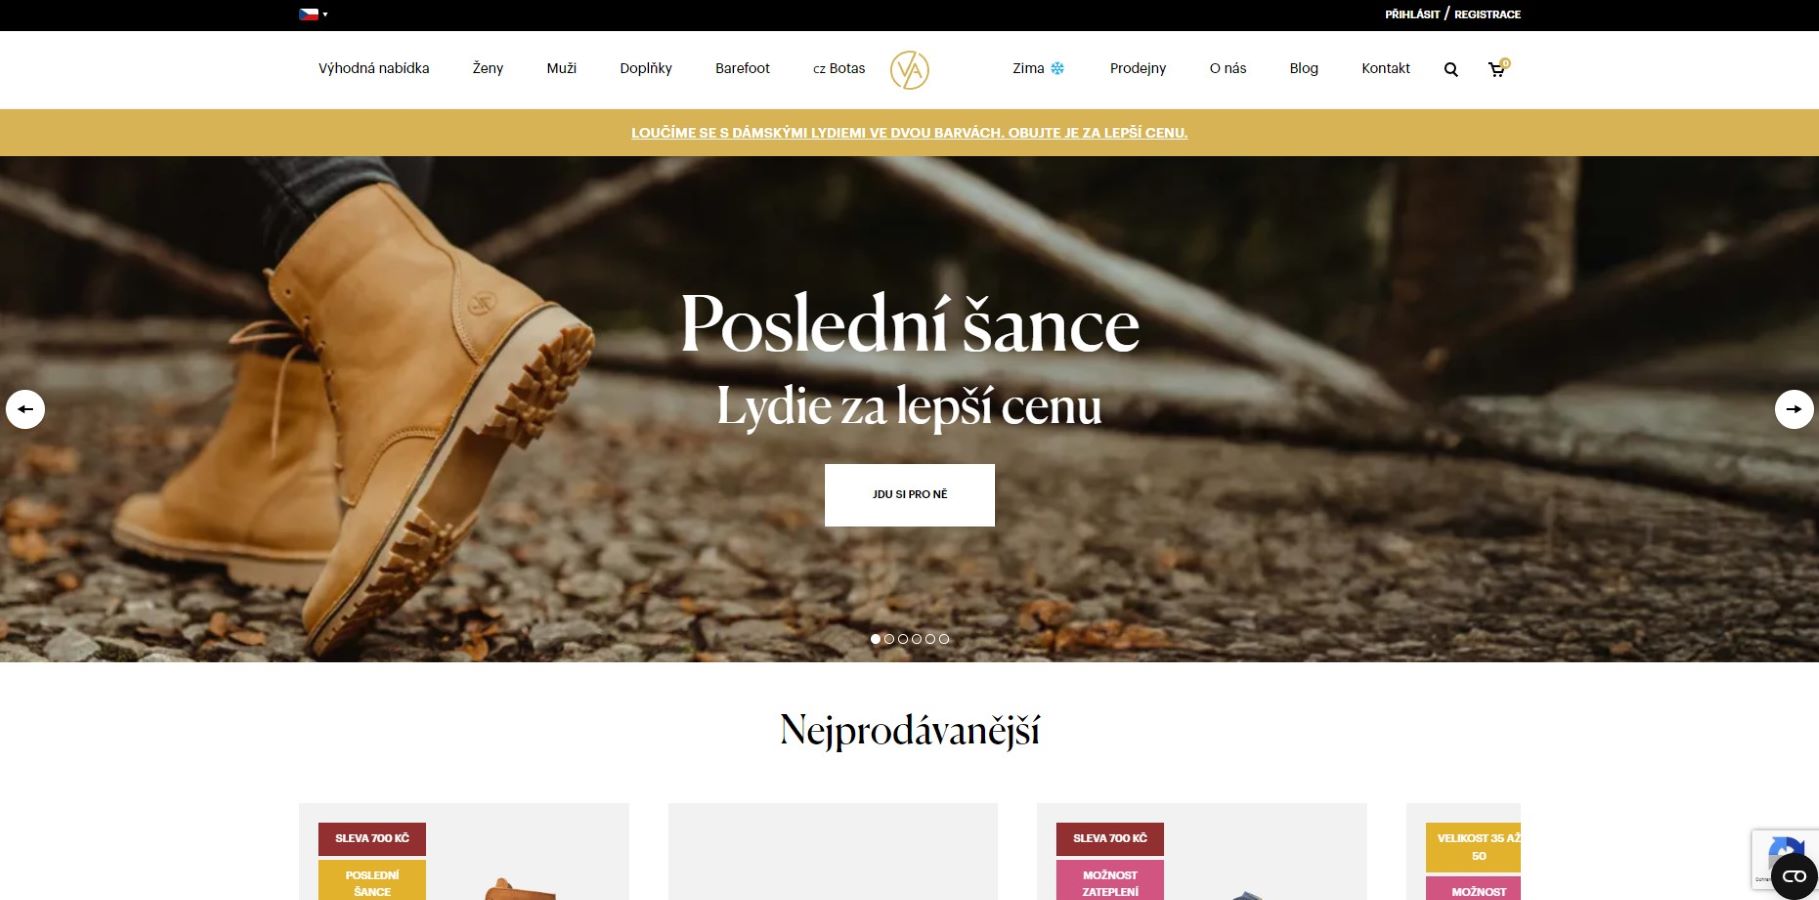 PŘIHLÁSIT / REGISTRACE
Výhodná nabídka Ženy Muži Doplňky Barefoot CZ Botas VA Zima Prodejny O nás Blog Kontakt 0
LOUČÍME SE S DÁMSKÝMI LYDIEMI VE DVOU BARVÁCH. OBUJTE JE ZA LEPŠÍ CENU.
Poslední šance
Lydie za lepší cenu
JDU SI PRO NĚ
Nejprodávanější
SLEVA 700 KČ
POSLEDNÍ
ŠANCE
SLEVA 700 KČ
MOŽNOST
ZATEPLENÍ
VELIKOST 35 AŽ
50
MOŽNOST